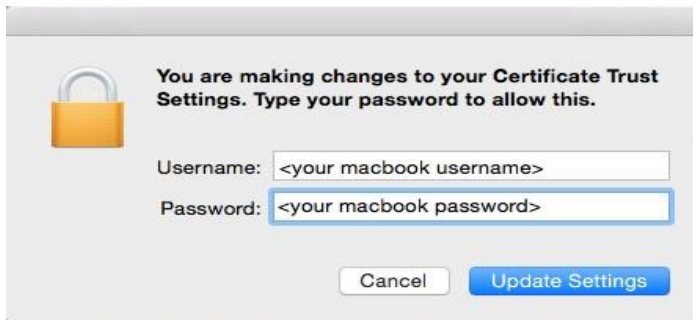 You are making changes to your Certificate Trust
Settings. Type your password to allow this.
Username: <your macbook username>
Password: <your macbook password>
Cancel Update Settings